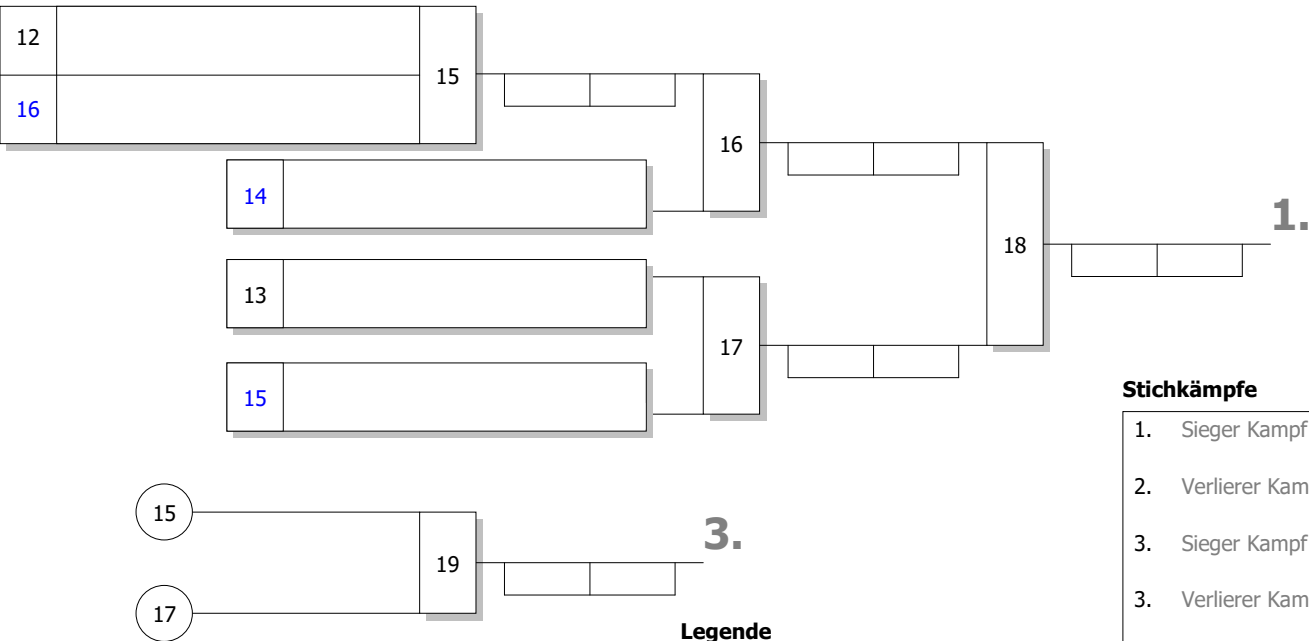 12
15
16
16
14
1.
18
13
17
15
Stichkämpfe
1. Sieger Kampf
2. Verlierer Kam
15
3.
3. Sieger Kampf
19
3. Verlierer Kam
17
Legende